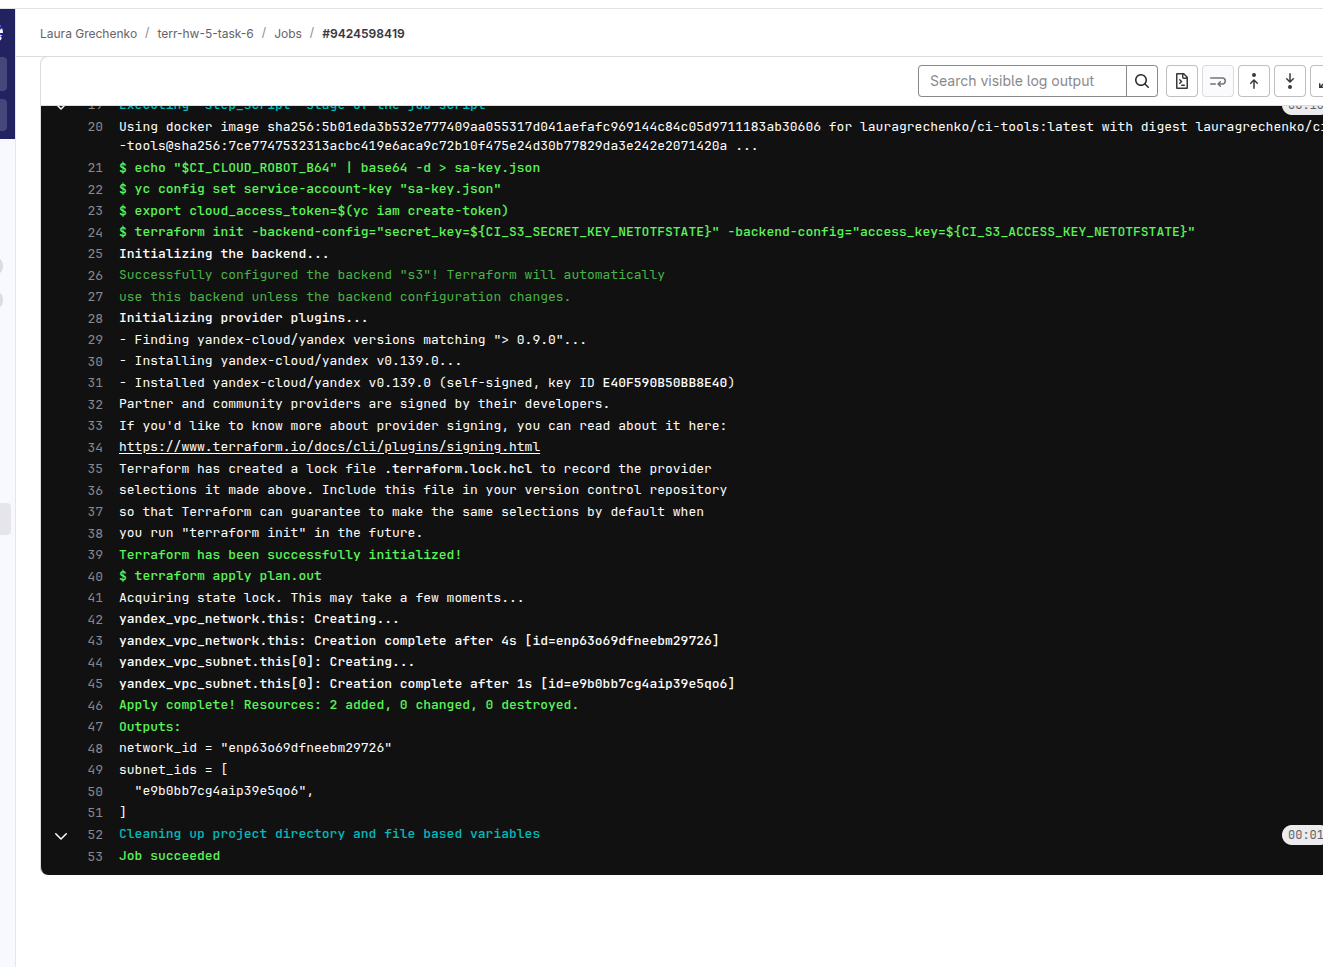 Laura Grechenko / terr-hw-5-task-6 / Jobs / #9424598419
Search visible log output
19 Executing "step_script" stage of the job script
20 Using docker image sha256:5b01eda3b532e777409aa055317d041aefafc969144c84c05d9711183ab30606 for lauragrechenko/ci-tools:latest with digest lauragrechenko/ci
-tools@sha256:7ce7747532313acbc419e6aca9c72b10f475e24d30b77829da3e242e2071420a ...
21 $ echo "$CI_CLOUD_ROBOT_B64" | base64 -d > sa-key.json
22 $ yc config set service-account-key "sa-key.json"
23 $ export cloud_access_token=$(yc iam create-token)
24 $ terraform init -backend-config="secret_key=${CI_S3_SECRET_KEY_NETOTFSTATE}" -backend-config="access_key=${CI_S3_ACCESS_KEY_NETOTFSTATE}"
25 Initializing the backend...
26 Successfully configured the backend "s3"! Terraform will automatically
27 use this backend unless the backend configuration changes.
28 Initializing provider plugins...
29 - Finding yandex-cloud/yandex versions matching "> 0.9.0"...
30 - Installing yandex-cloud/yandex v0.139.0...
31 - Installed yandex-cloud/yandex v0.139.0 (self-signed, key ID E40F590B50BB8E40)
32 Partner and community providers are signed by their developers.
33 If you'd like to know more about provider signing, you can read about it here:
34 https://www.terraform.io/docs/cli/plugins/signing.html
35 Terraform has created a lock file .terraform.lock.hcl to record the provider
36 selections it made above. Include this file in your version control repository
37 so that Terraform can guarantee to make the same selections by default when
38 you run "terraform init" in the future.
39 Terraform has been successfully initialized!
40 $ terraform apply plan.out
41 Acquiring state lock. This may take a few moments...
42 yandex_vpc_network.this: Creating...
43 yandex_vpc_network.this: Creation complete after 4s [id=enp63o69dfneebm29726]
44 yandex_vpc_subnet.this[0]: Creating...
45 yandex_vpc_subnet.this[0]: Creation complete after 1s [id=e9b0bb7cg4aip39e5qo6]
46 Apply complete! Resources: 2 added, 0 changed, 0 destroyed.
47 Outputs:
48 network_id = "enp63o69dfneebm29726"
49 subnet_ids = [
50 "e9b0bb7cg4aip39e5qo6",
51 ]
52 Cleaning up project directory and file based variables 00:01
53 Job succeeded